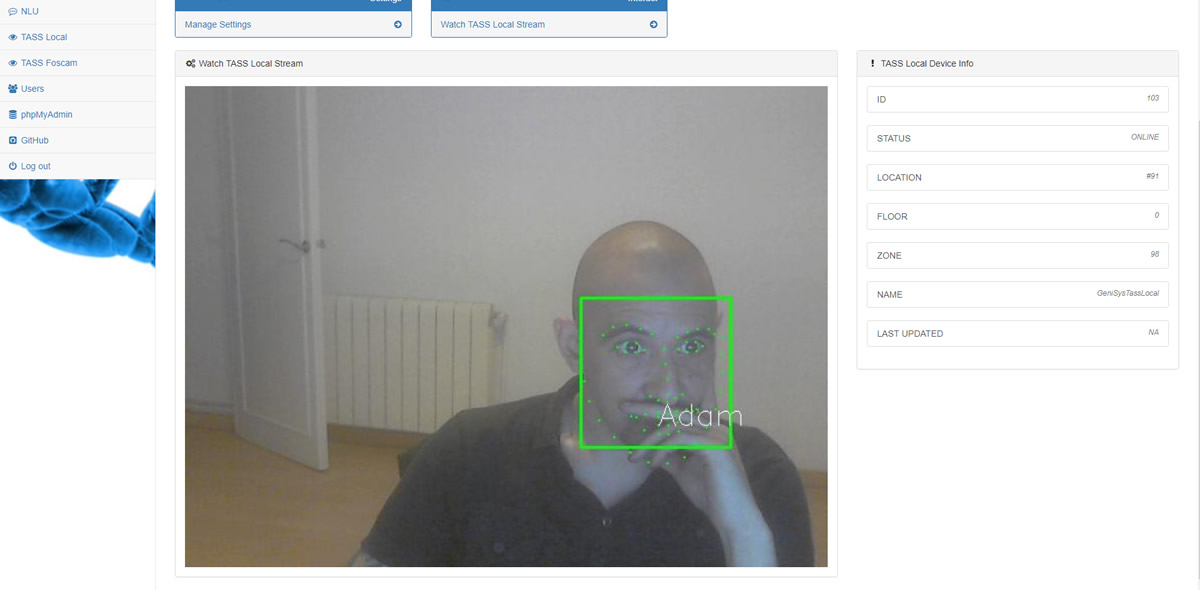 NLU
TASS Local
TASS Foscam
Users
phpMyAdmin
GitHub
Log out
Manage Settings
Watch TASS Local Stream
Watch TASS Local Stream
Adam
TASS Local Device Info
ID 103
STATUS ONLINE
LOCATION #91
FLOOR 0
ZONE 98
NAME GeniSysTassLocal
LAST UPDATED NA